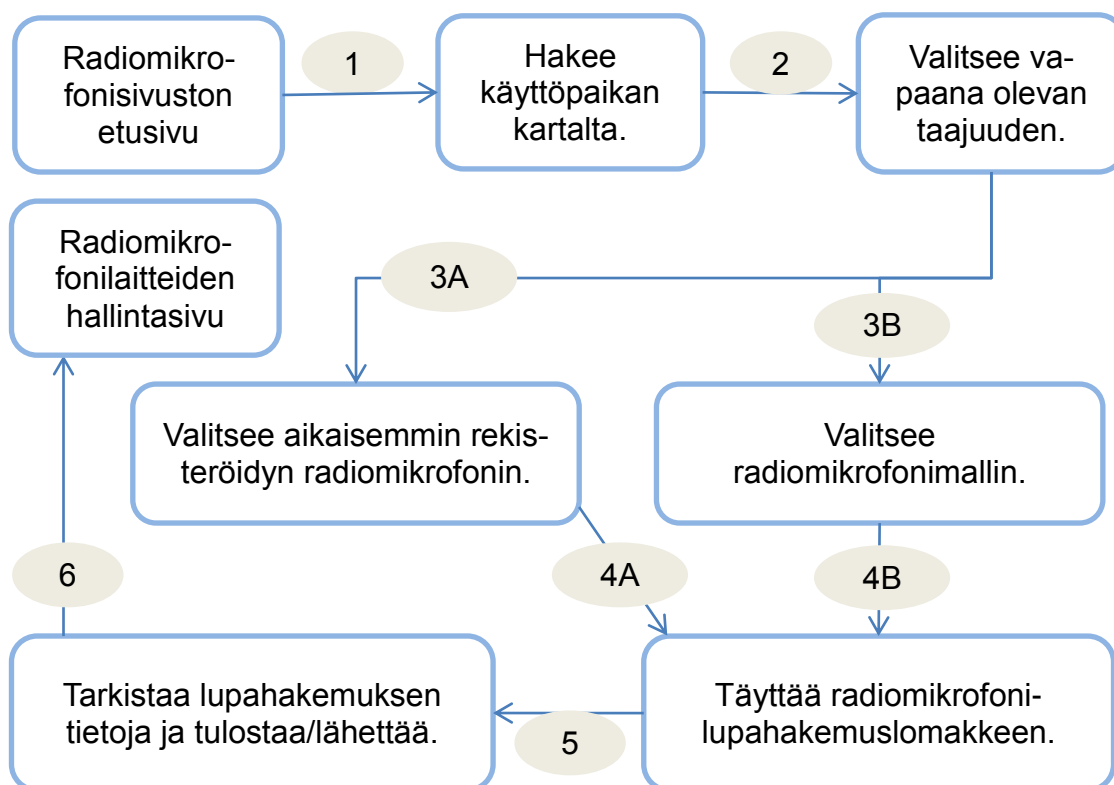 Radiomikro-
fonisivuston
etusivu
1
Hakee
käyttöpaikan
kartalta.
2
Valitsee va-
paana olevan
taajuuden.
Radiomikro-
fonilaitteiden
hallintasivu
3A
3B
Valitsee aikaisemmin rekis-
teröidyn radiomikrofonin.
Valitsee
radiomikrofonimallin.
6
4A
4B
Tarkistaa lupahakemuksen
tietoja ja tulostaa/lähettää.
5
Täyttää radiomikrofoni-
lupahakemuslomakkeen.